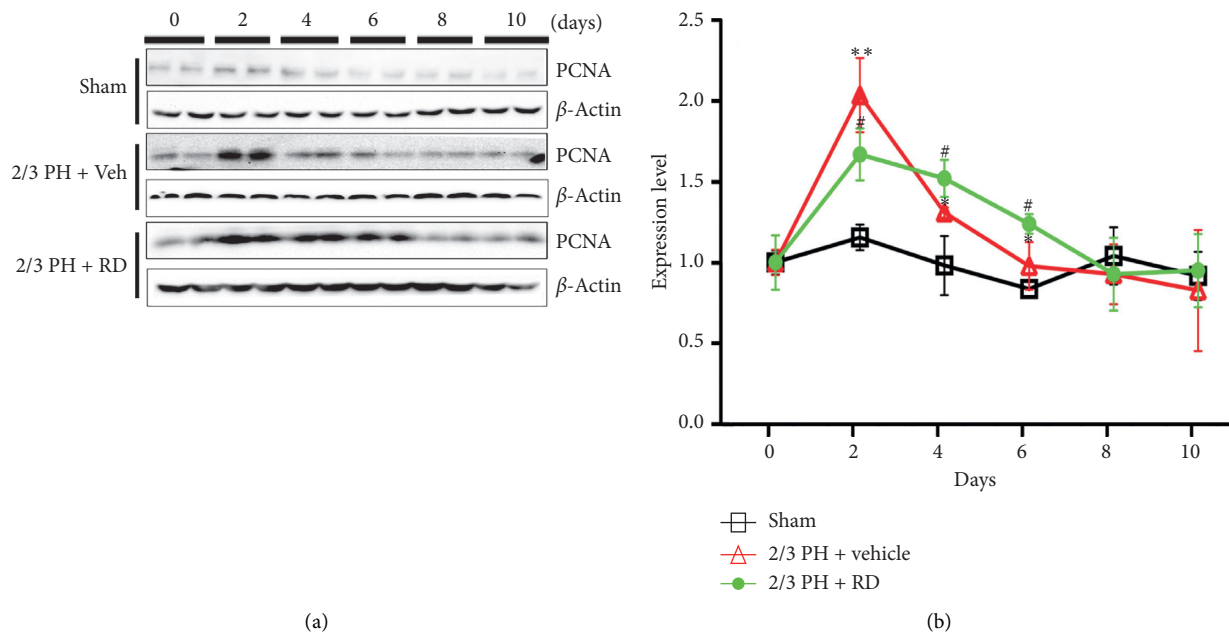 0 2 4 6 8 10 (days)
Sham
PCNA
β-Actin
2/3 PH + Veh
PCNA
β-Actin
2/3 PH + RD
PCNA
β-Actin
(a)
Expression level
2.5
2.0
1.5
1.0
0.5
0.0
**
#
#
*
#
*
0 2 4 6 8 10
Days
Sham
2/3 PH + vehicle
2/3 PH + RD
(b)